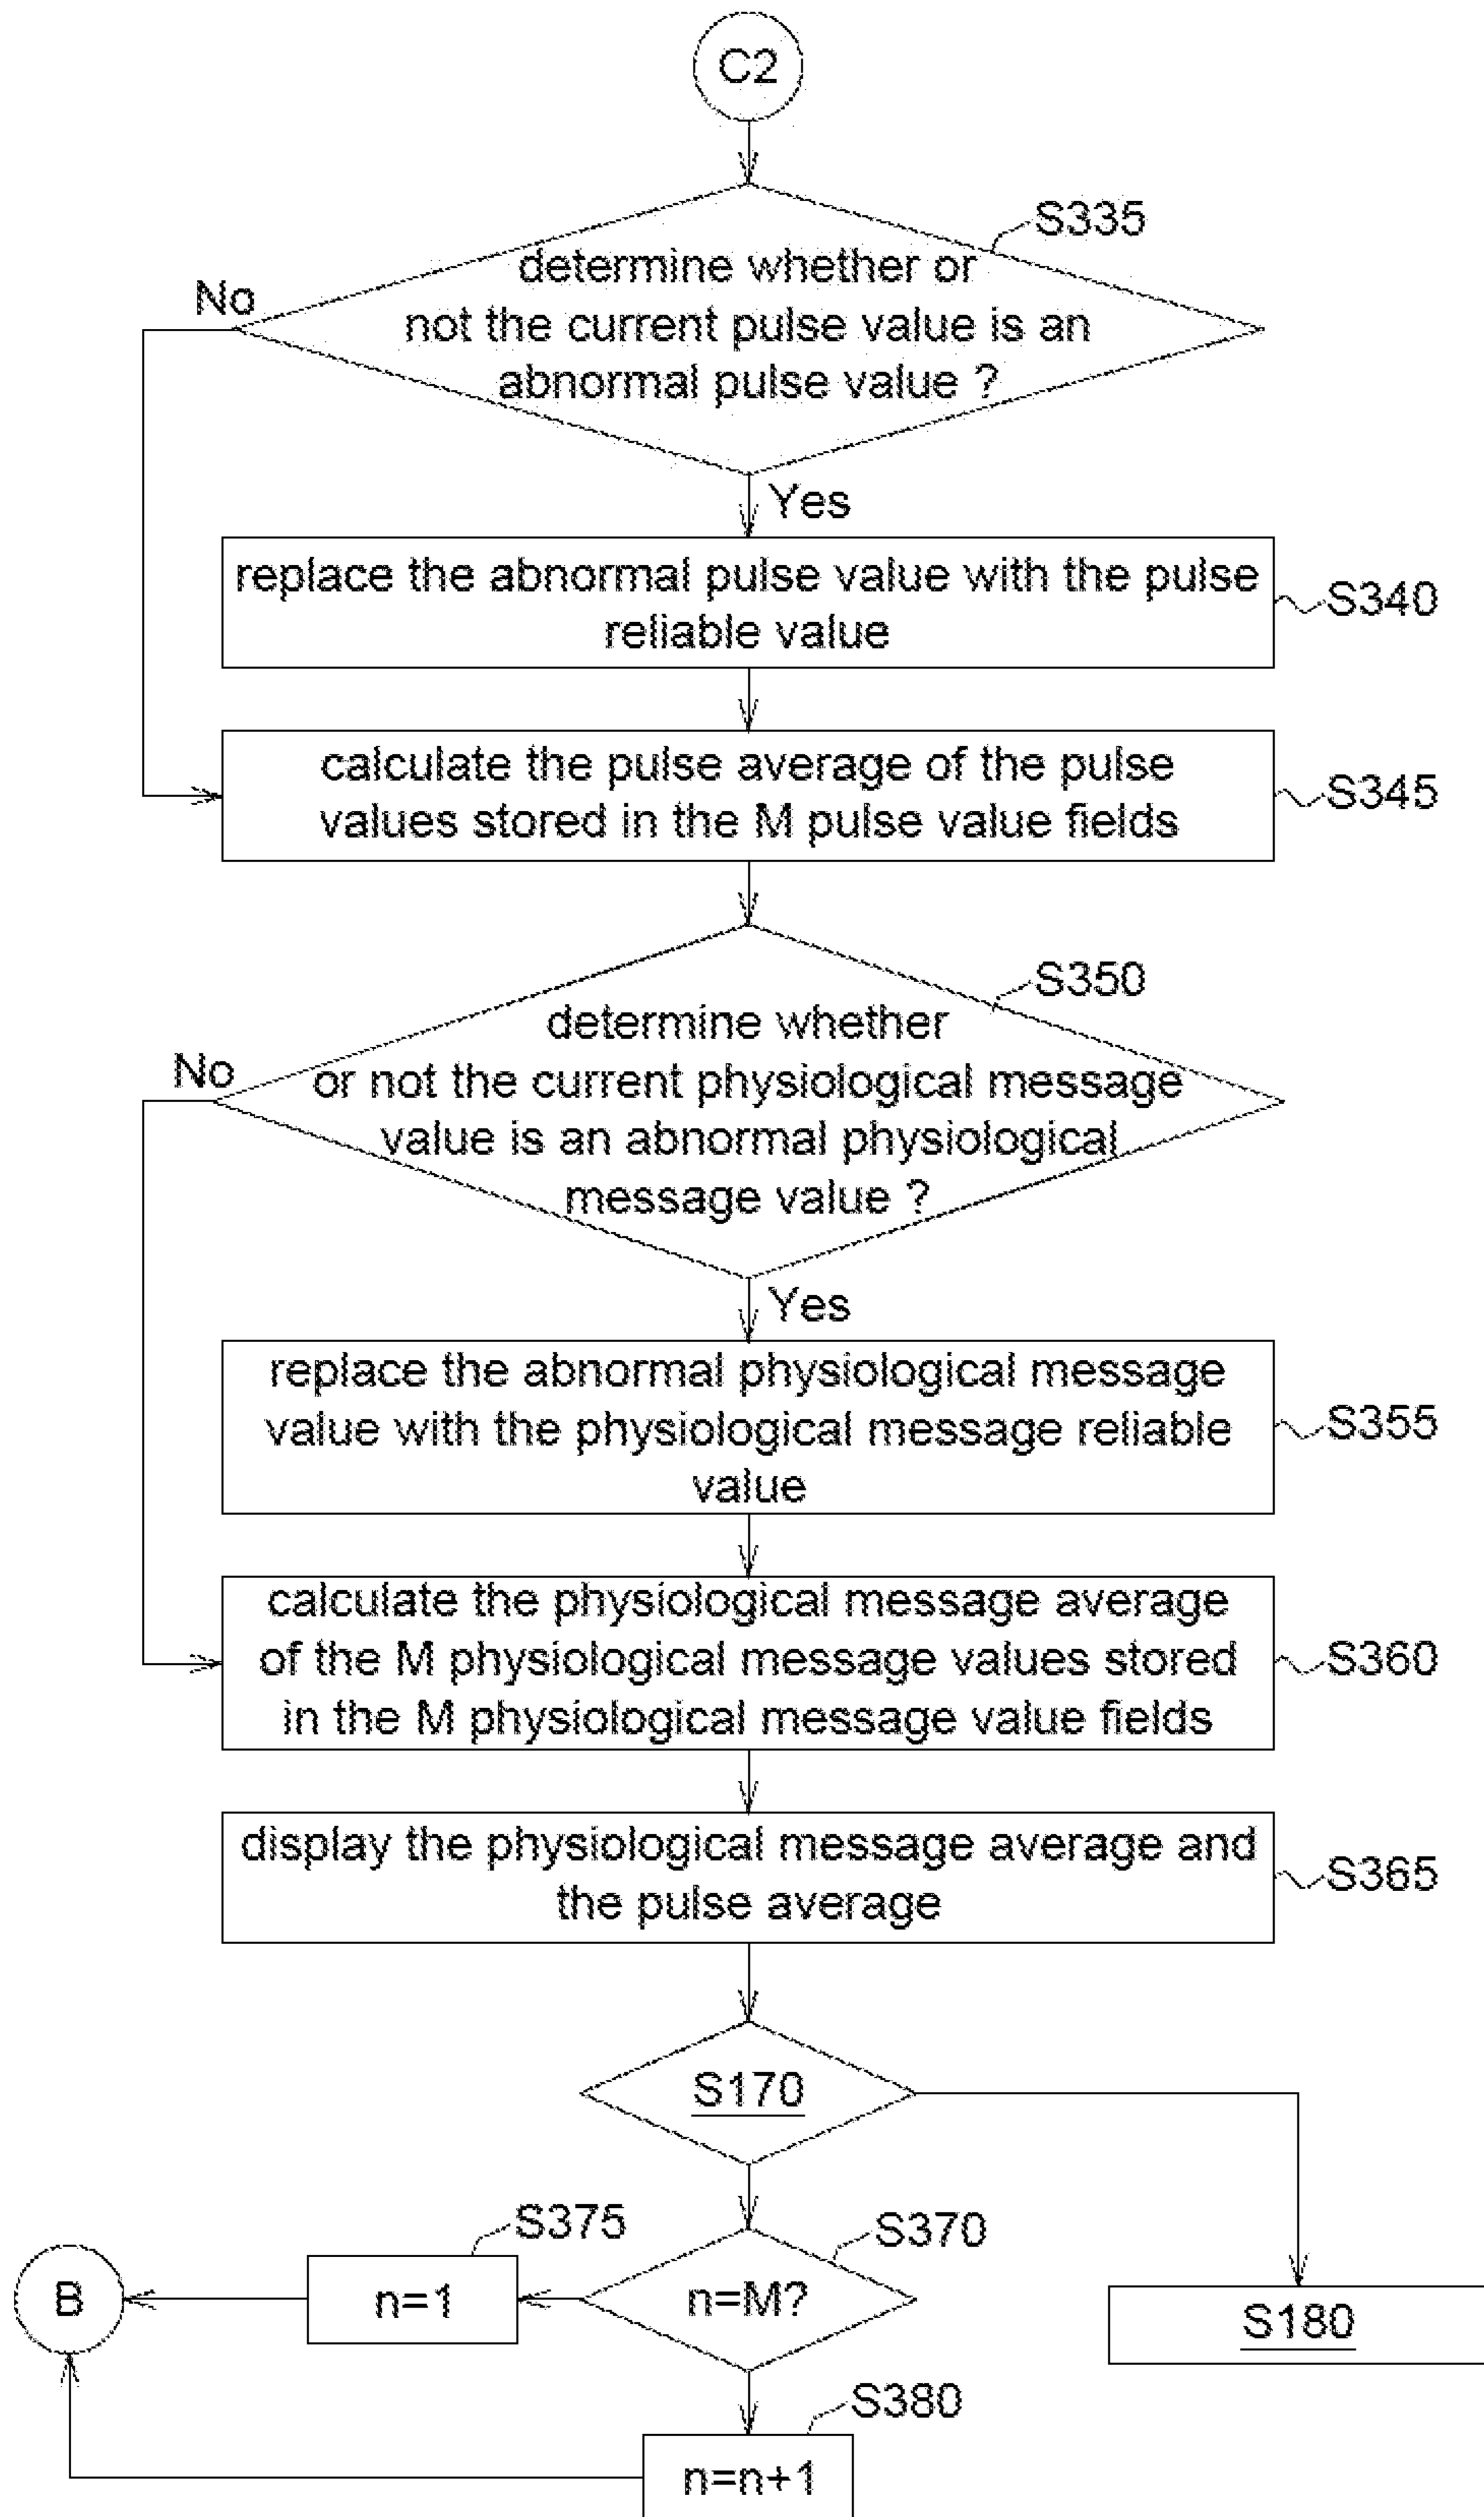 C2
S335
determine whether or
not the current pulse value is an
abnormal pulse value ?
No
Yes
replace the abnormal pulse value with the pulse
reliable value
S340
calculate the pulse average of the pulse
values stored in the M pulse value fields
S345
S350
determine whether
or not the current physiological message
value is an abnormal physiological
message value ?
No
Yes
replace the abnormal physiological message
value with the physiological message reliable
value
S355
calculate the physiological message average
of the M physiological message values stored
in the M physiological message value fields
S360
display the physiological message average and
the pulse average
S365
S170
S375
S370
B
n=1
n=M?
S180
S380
n=n+1